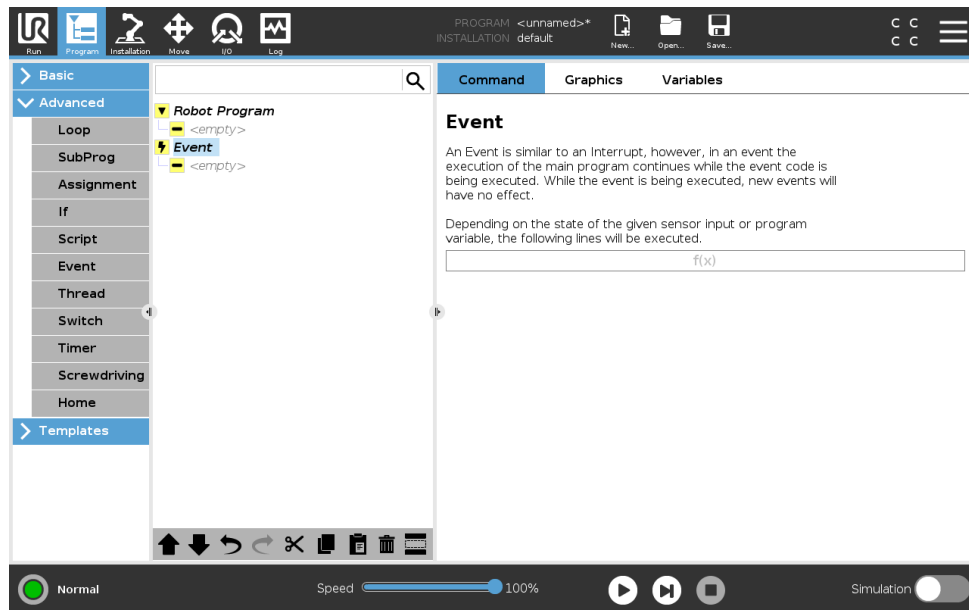 PROGRAM <unnamed>*
INSTALLATION default
UR
Run
Program
Installation
Move
I/O
Log
New...
Open...
Save...
C C
C C
Basic
Advanced
Loop
SubProg
Assignment
If
Script
Event
Thread
Switch
Timer
Screwdriving
Home
Templates
Robot Program
<empty>
Event
<empty>
Command Graphics Variables
Event
An Event is similar to an Interrupt, however, in an event the
execution of the main program continues while the event code is
being executed. While the event is being executed, new events will
have no effect.
Depending on the state of the given sensor input or program
variable, the following lines will be executed.
f(x)
Normal
Speed 100%
Simulation